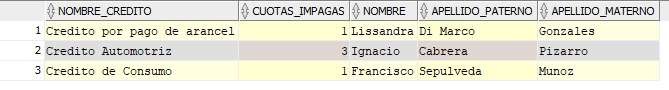 NOMBRE_CREDITO CUOTAS_IMPAGAS NOMBRE APELLIDO_PATERNO APELLIDO_MATERNO
1 Credito por pago de arancel 1 Lissandra Di Marco Gonzales
2 Credito Automotriz 3 Ignacio Cabrera Pizarro
3 Credito de Consumo 1 Francisco Sepulveda Munoz